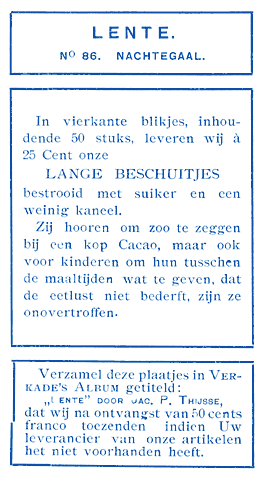 LENTE.
No 86. NACHTEGAAL.
In vierkante blikjes, inhou-
dende 50 stuks, leveren wij à
25 Cent onze
LANGE BESCHUITJES
bestrooid met suiker en een
weinig kaneel.
Zij hooren om zoo te zeggen
bij een kop Cacao, maar ook
voor kinderen om hun tusschen
de maaltijden wat te geven, dat
de eetlust niet bederft, zijn ze
onovertroffen.
Verzamel deze plaatjes in VER-
KADE'S ALBUM getiteld:
„LENTE” DOOR JAC. P. THIJSSE,
dat wij na ontvangst van 50 cents
franco toezenden indien Uw
leverancier van onze artikelen
het niet voorhanden heeft.